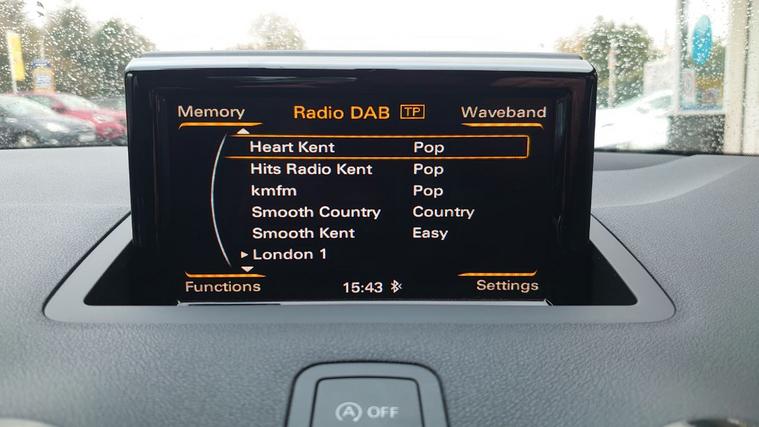 Memory Radio DAB TP Waveband
Heart Kent Pop
Hits Radio Kent Pop
kmfm Pop
Smooth Country Country
Smooth Kent Easy
London 1
Functions 15:43 Settings
A OFF